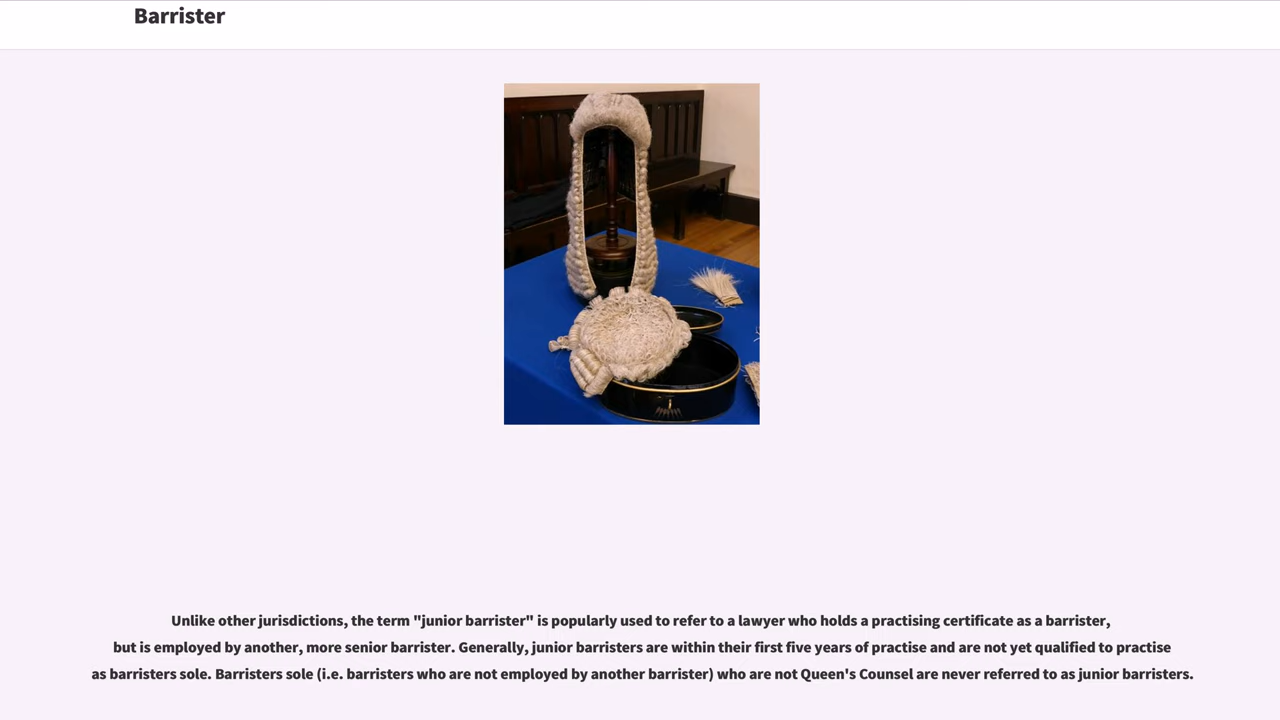 Barrister
Unlike other jurisdictions, the term "junior barrister" is popularly used to refer to a lawyer who holds a practising certificate as a barrister,
but is employed by another, more senior barrister. Generally, junior barristers are within their first five years of practise and are not yet qualified to practise
as barristers sole. Barristers sole (i.e. barristers who are not employed by another barrister) who are not Queen's Counsel are never referred to as junior barristers.